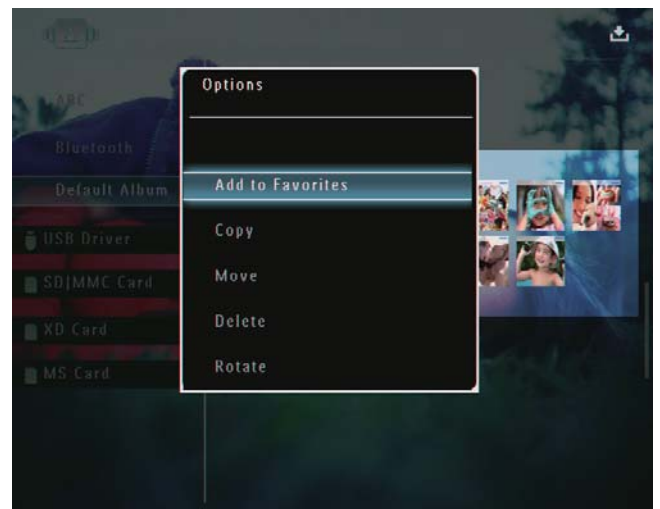 ABC
Bluetooth
Default Album
USB Driver
SD|MMC Card
XD Card
MS Card
Options
Add to Favorites
Copy
Move
Delete
Rotate